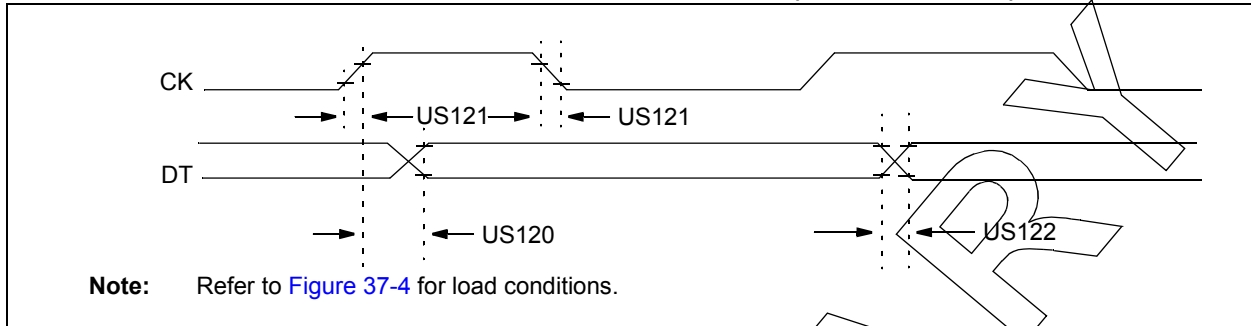 CK
US121 US121
DT
US120 US122
Note: Refer to Figure 37-4 for load conditions.